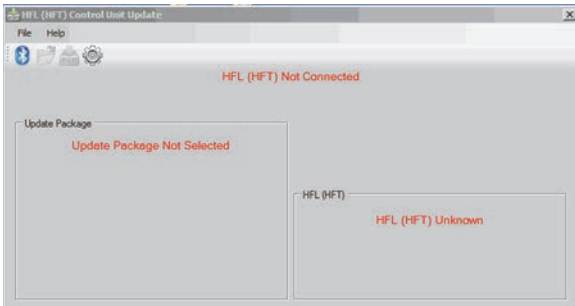 HFL (HFT) Control Unit Update
File Help
HFL (HFT) Not Connected
Update Package
Update Package Not Selected
HFL (HFT)
HFL (HFT) Unknown